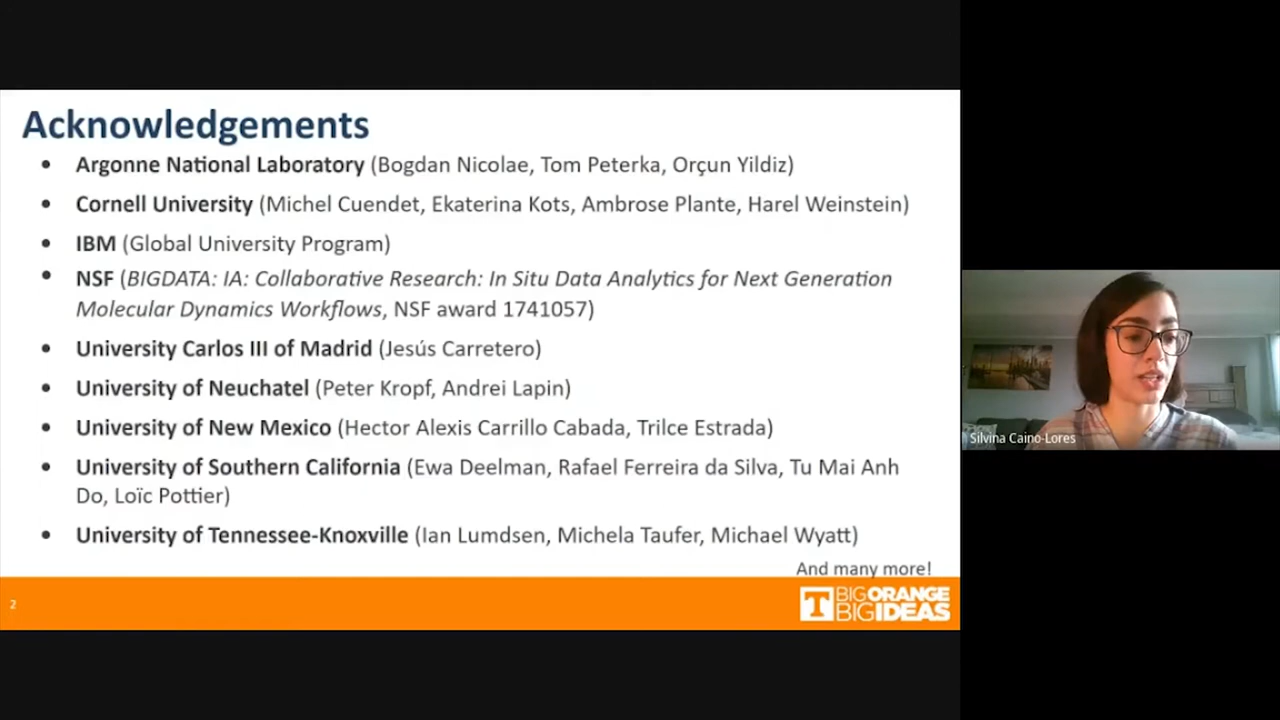 Acknowledgements
• Argonne National Laboratory (Bogdan Nicolae, Tom Peterka, Orçun Yildiz)
• Cornell University (Michel Cuendet, Ekaterina Kots, Ambrose Plante, Harel Weinstein)
• IBM (Global University Program)
• NSF (BIGDATA: IA: Collaborative Research: In Situ Data Analytics for Next Generation
Molecular Dynamics Workflows, NSF award 1741057)
• University Carlos III of Madrid (Jesús Carretero)
• University of Neuchatel (Peter Kropf, Andrei Lapin)
• University of New Mexico (Hector Alexis Carrillo Cabada, Trilce Estrada)
• University of Southern California (Ewa Deelman, Rafael Ferreira da Silva, Tu Mai Anh
Do, Loïc Pottier)
• University of Tennessee-Knoxville (Ian Lumdsen, Michela Taufer, Michael Wyatt)
And many more!
2
T BIG ORANGE
BIG IDEAS
Silvina Caino-Lores